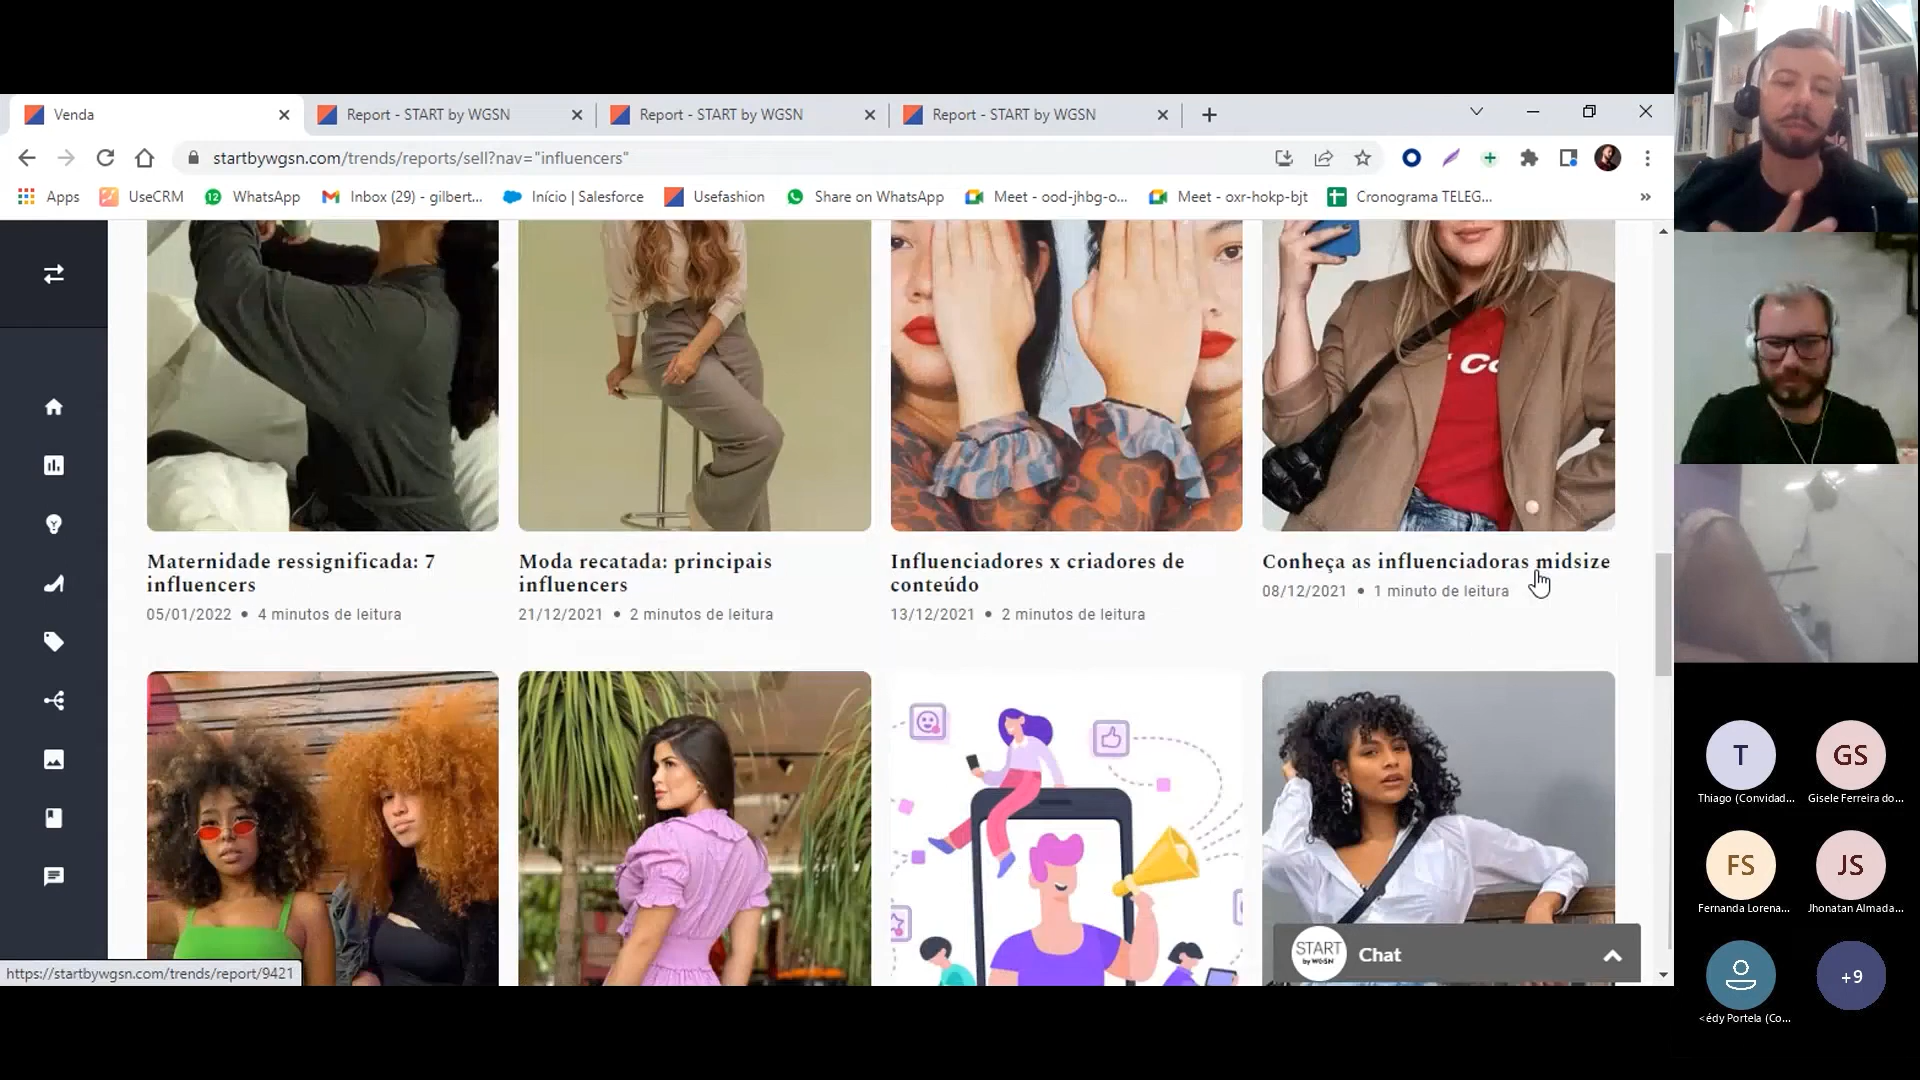 Venda
Report - START by WGSN
Report - START by WGSN
Report - START by WGSN
startbywgsn.com/trends/reports/sell?nav="influencers"
Apps
UseCRM
12
WhatsApp
Inbox (29) - gilbert...
Início | Salesforce
Usefashion
Share on WhatsApp
Meet - ood-jhbg-o...
Meet - oxr-hokp-bjt
Cronograma TELEG...
»
Maternidade ressignificada: 7
influencers
05/01/2022 • 4 minutos de leitura
Moda recatada: principais
influencers
21/12/2021 • 2 minutos de leitura
Influenciadores x criadores de
conteúdo
13/12/2021 • 2 minutos de leitura
Conheça as influenciadoras midsize
08/12/2021 • 1 minuto de leitura
https://startbywgsn.com/trends/report/9421
START
by WGSN
Chat
T
Thiago (Convidad...
GS
Gisele Ferreira do...
FS
Fernanda Lorena...
JS
Jhonatan Almada...
<édy Portela (Co...
+9